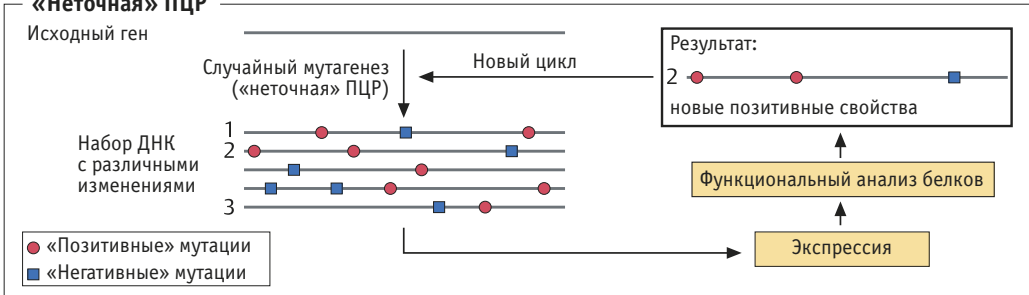 «Неточная» ПЦР
Исходный ген
Случайный мутагенез
(«неточная» ПЦР)
Новый цикл
Результат:
2
новые позитивные свойства
Набор ДНК
с различными
изменениями
1
2
3
Функциональный анализ белков
Экспрессия
«Позитивные» мутации
«Негативные» мутации